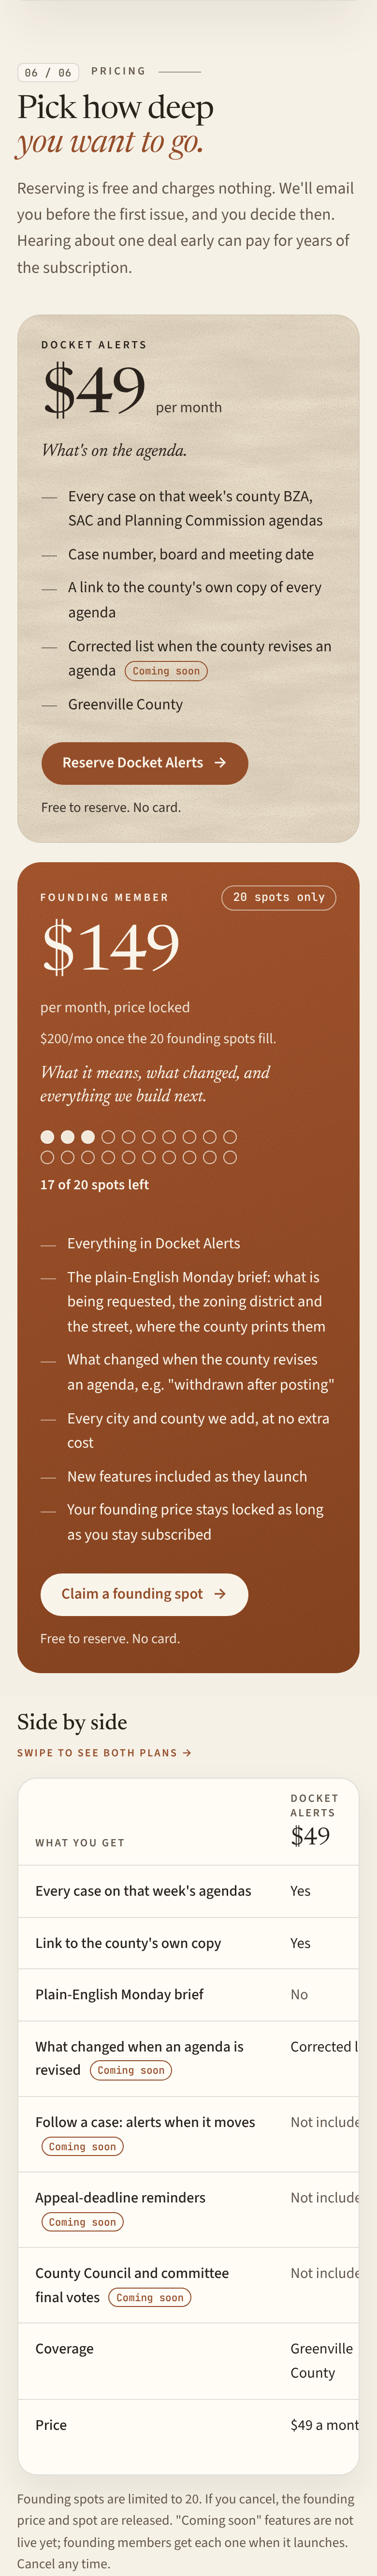 06 / 06 PRICING
Pick how deep
you want to go.
Reserving is free and charges nothing. We'll email
you before the first issue, and you decide then.
Hearing about one deal early can pay for years of
the subscription.
DOCKET ALERTS
$49 per month
What's on the agenda.
— Every case on that week's county BZA,
SAC and Planning Commission agendas
— Case number, board and meeting date
— A link to the county's own copy of every
agenda
— Corrected list when the county revises an
agenda Coming soon
— Greenville County
Reserve Docket Alerts →
Free to reserve. No card.
FOUNDING MEMBER 20 spots only
$149
per month, price locked
$200/mo once the 20 founding spots fill.
What it means, what changed, and
everything we build next.
17 of 20 spots left
— Everything in Docket Alerts
— The plain-English Monday brief: what is
being requested, the zoning district and
the street, where the county prints them
— What changed when the county revises
an agenda, e.g. "withdrawn after posting"
— Every city and county we add, at no extra
cost
— New features included as they launch
— Your founding price stays locked as long
as you stay subscribed
Claim a founding spot →
Free to reserve. No card.
Side by side
SWIPE TO SEE BOTH PLANS →
DOCKET
ALERTS
$49
WHAT YOU GET
Every case on that week's agendas Yes
Link to the county's own copy Yes
Plain-English Monday brief No
What changed when an agenda is Corrected l
revised Coming soon
Follow a case: alerts when it moves Not include
Coming soon
Appeal-deadline reminders Not include
Coming soon
County Council and committee Not include
final votes Coming soon
Coverage Greenville
County
Price $49 a mont
Founding spots are limited to 20. If you cancel, the founding
price and spot are released. "Coming soon" features are not
live yet; founding members get each one when it launches.
Cancel any time.